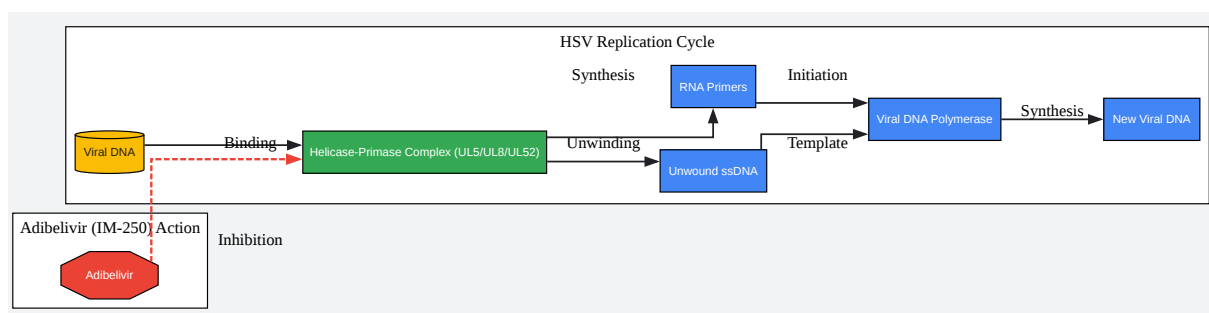 HSV Replication Cycle
Synthesis
RNA Primers
Initiation
Viral DNA
Binding
Helicase-Primase Complex (UL5/UL8/UL52)
Unwinding
Unwound ssDNA
Template
Viral DNA Polymerase
Synthesis
New Viral DNA
Adibelivir (IM-250) Action
Adibelivir
Inhibition